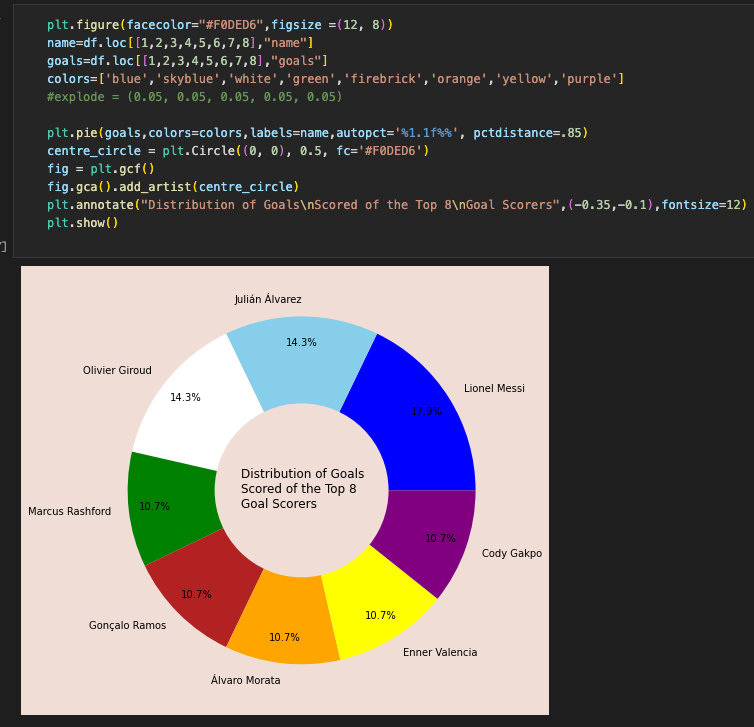 plt.figure(facecolor="#F0DED6",figsize =(12, 8))
name=df.loc[[1,2,3,4,5,6,7,8],"name"]
goals=df.loc[[1,2,3,4,5,6,7,8],"goals"]
colors=['blue','skyblue','white','green','firebrick','orange','yellow','purple']
#explode = (0.05, 0.05, 0.05, 0.05, 0.05)
plt.pie(goals,colors=colors,labels=name,autopct='%1.1f%%', pctdistance=.85)
centre_circle = plt.Circle((0, 0), 0.5, fc='#F0DED6')
fig = plt.gcf()
fig.gca().add_artist(centre_circle)
plt.annotate("Distribution of Goals\nScored of the Top 8\nGoal Scorers",(-0.35,-0.1),fontsize=12)
plt.show()
]
Julián Álvarez
14.3%
Olivier Giroud
14.3%
Lionel Messi
17.9%
Distribution of Goals
Scored of the Top 8
Goal Scorers
Marcus Rashford
10.7%
10.7%
Cody Gakpo
10.7%
Gonçalo Ramos
10.7%
Enner Valencia
10.7%
Álvaro Morata